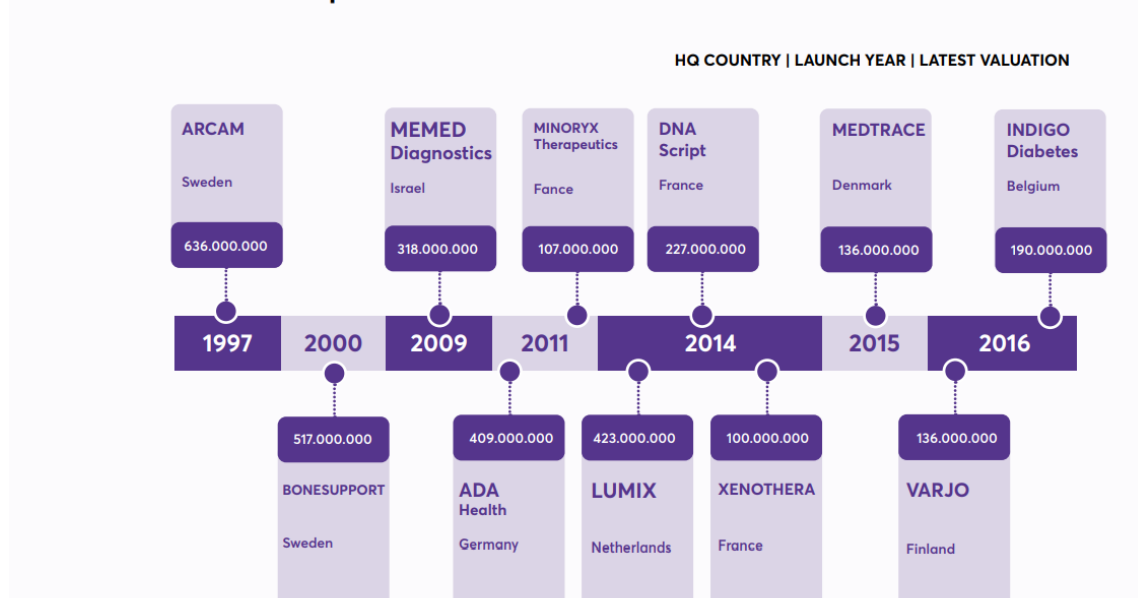 HQ COUNTRY | LAUNCH YEAR | LATEST VALUATION
ARCAM
Sweden
636.000.000
MEMED
Diagnostics
Israel
318.000.000
MINORYX
Therapeutics
Fance
107.000.000
DNA
Script
France
227.000.000
MEDTRACE
Denmark
136.000.000
INDIGO
Diabetes
Belgium
190.000.000
1997 2000 2009 2011 2014 2015 2016
517.000.000
BONESUPPORT
Sweden
409.000.000
ADA
Health
Germany
423.000.000
LUMIX
Netherlands
100.000.000
XENOTHERA
France
136.000.000
VARJO
Finland